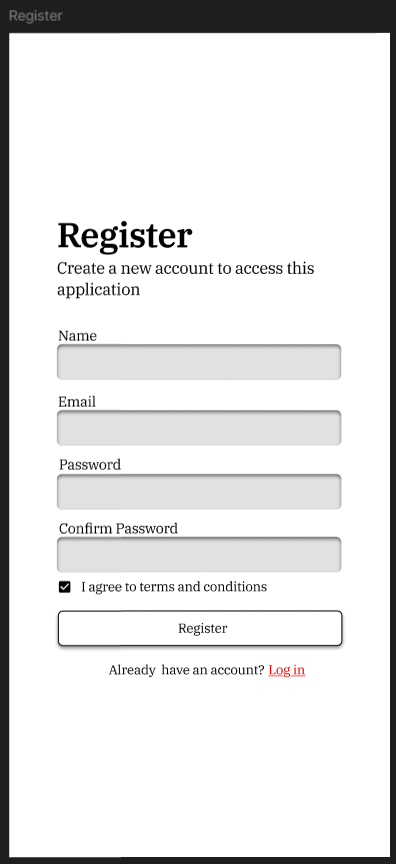 Register
Register
Create a new account to access this
application
Name
Email
Password
Confirm Password
I agree to terms and conditions
Register
Already  have an account? Log in